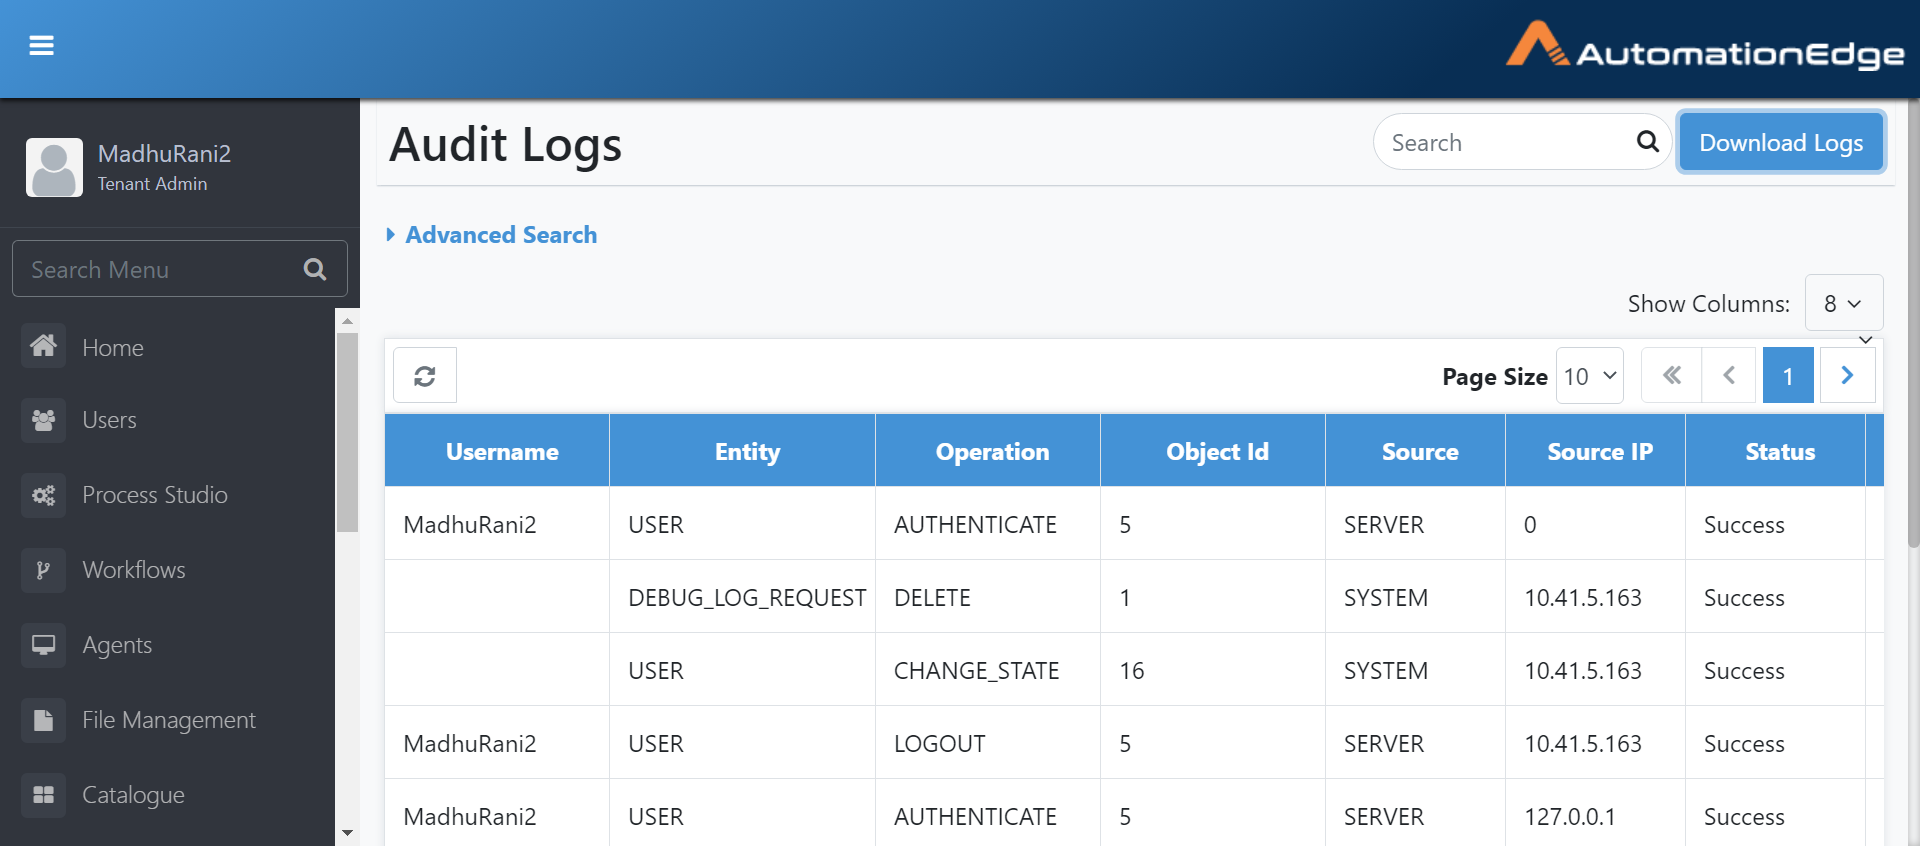 AutomationEdge
MadhuRani2
Tenant Admin
Search Menu
Home
Users
Process Studio
Workflows
Agents
File Management
Catalogue
Audit Logs
Search
Download Logs
Advanced Search
Show Columns: 8
Page Size 10 1
Username Entity Operation Object Id Source Source IP Status
MadhuRani2 USER AUTHENTICATE 5 SERVER 0 Success
DEBUG_LOG_REQUEST DELETE 1 SYSTEM 10.41.5.163 Success
USER CHANGE_STATE 16 SYSTEM 10.41.5.163 Success
MadhuRani2 USER LOGOUT 5 SERVER 10.41.5.163 Success
MadhuRani2 USER AUTHENTICATE 5 SERVER 127.0.0.1 Success